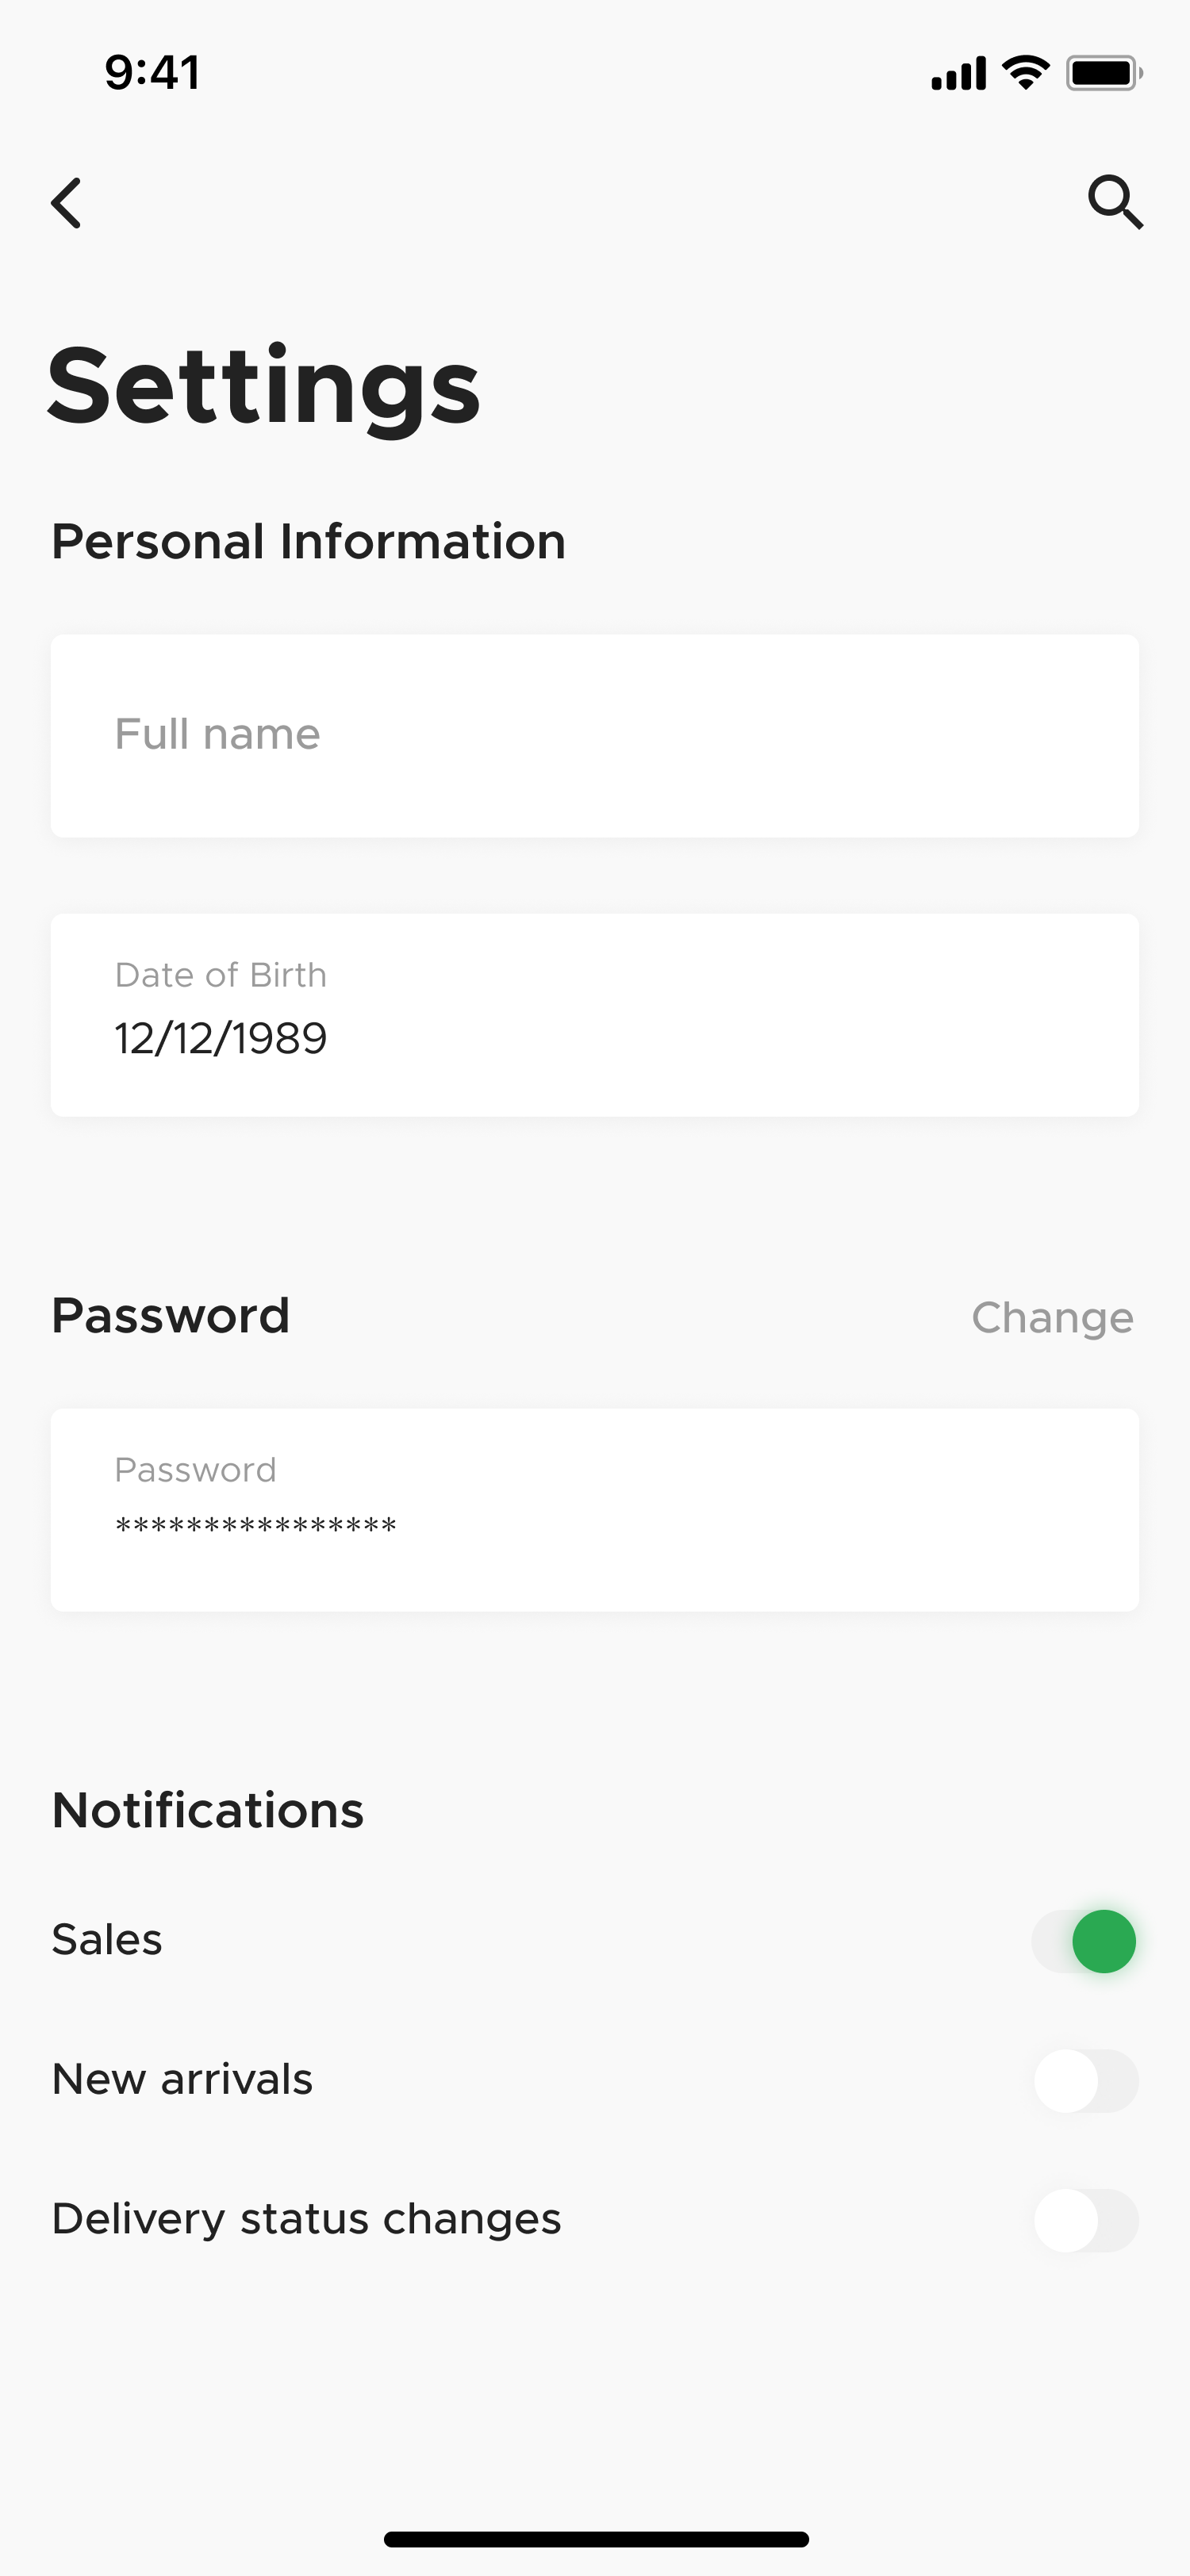 9:41
Settings
Personal Information
Full name
Date of Birth
12/12/1989
Password
Change
Password
****************
Notifications
Sales
New arrivals
Delivery status changes